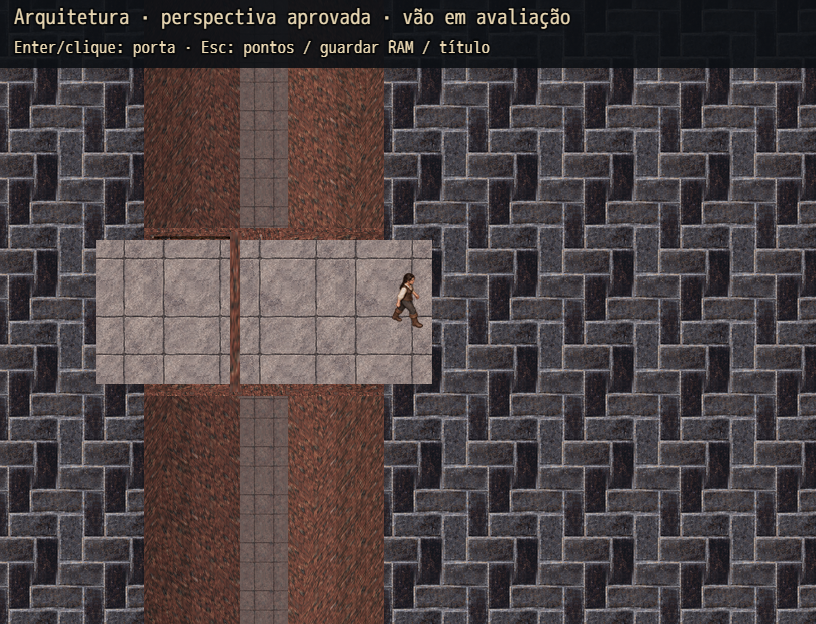 Arquitetura · perspectiva aprovada · vão em avaliação
Enter/clique: porta · Esc: pontos / guardar RAM / título